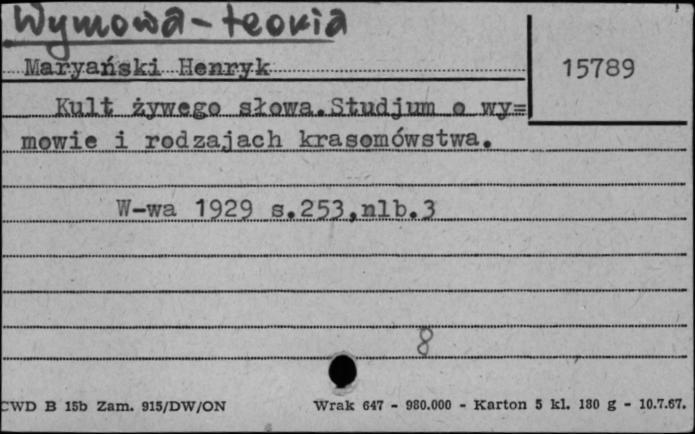 Wymowa - teoria
Maryański Henryk
15789
Kult żywego słowa.Studjum o wy=
mowie i rodzajach krasomówstwa.
W-wa 1929 s.253,nlb.3
8
CWD B 15b Zam. 915/DW/ON
Wrak 647 - 980.000 - Karton 5 kl. 180 g - 10.7.67.